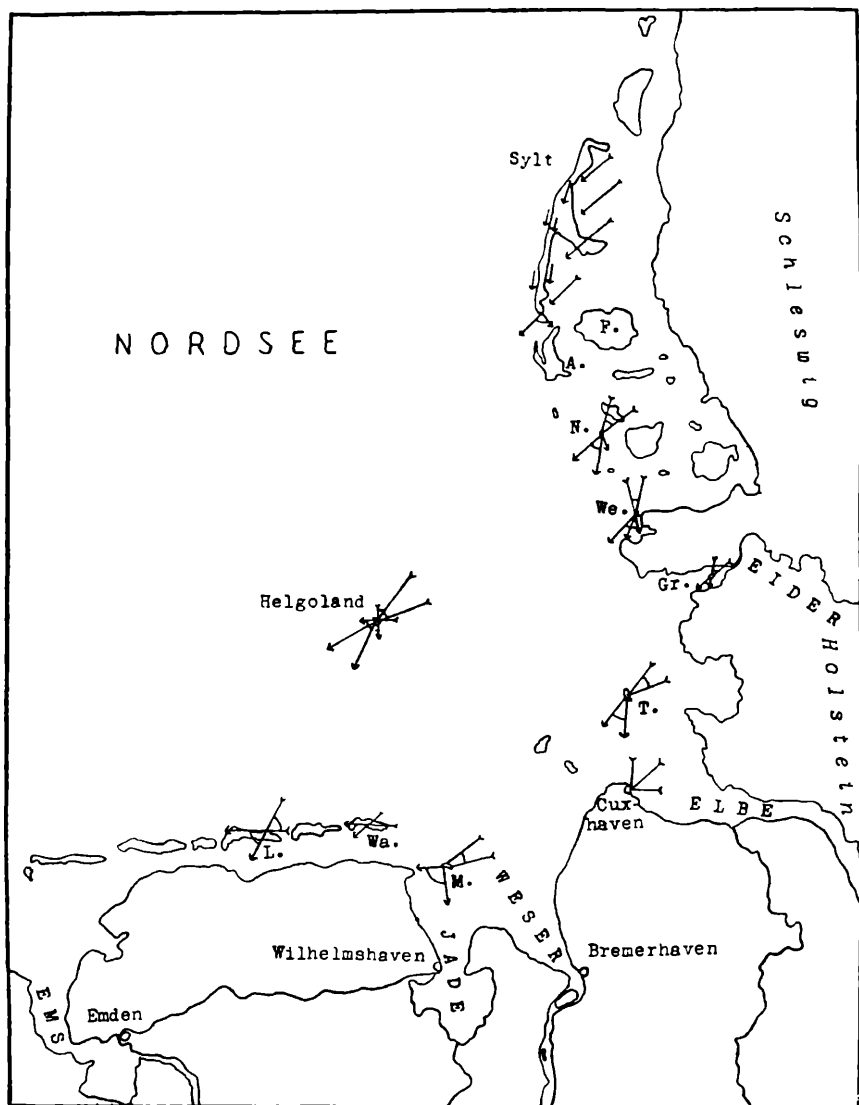 Sylt
Schleswig
NORDSEE
F.
A.
N.
We.
Gr.
EIDER
Helgoland
Holstein
T.
Cux-
haven
ELBE
L.
Wa.
M.
WESER
JADE
Wilhelmshaven
Bremerhaven
EMS
Emden